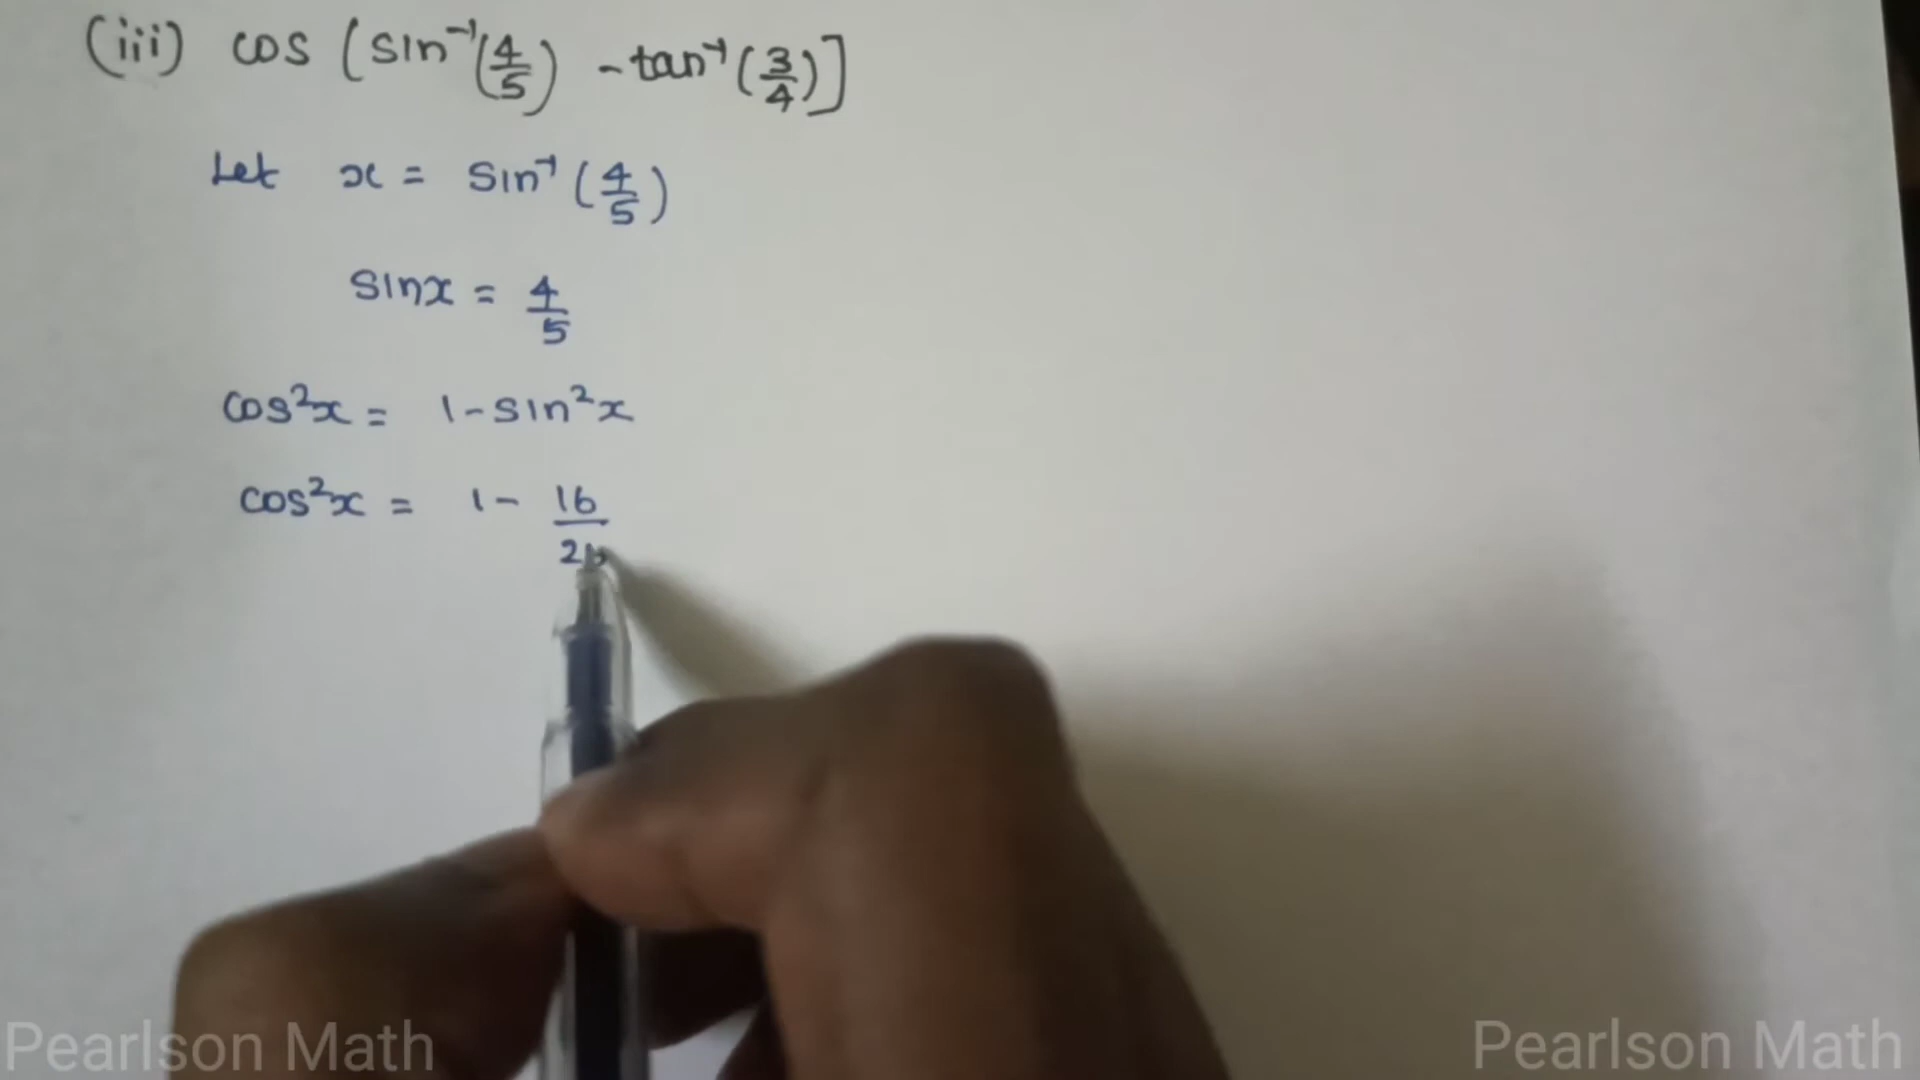 (iii) cos (sin⁻¹(4/5) - tan⁻¹(3/4)]
Let x = sin⁻¹(4/5)
sinx = 4/5
cos²x = 1-sin²x
cos²x = 1- 16/25
Pearlson Math Pearlson Math